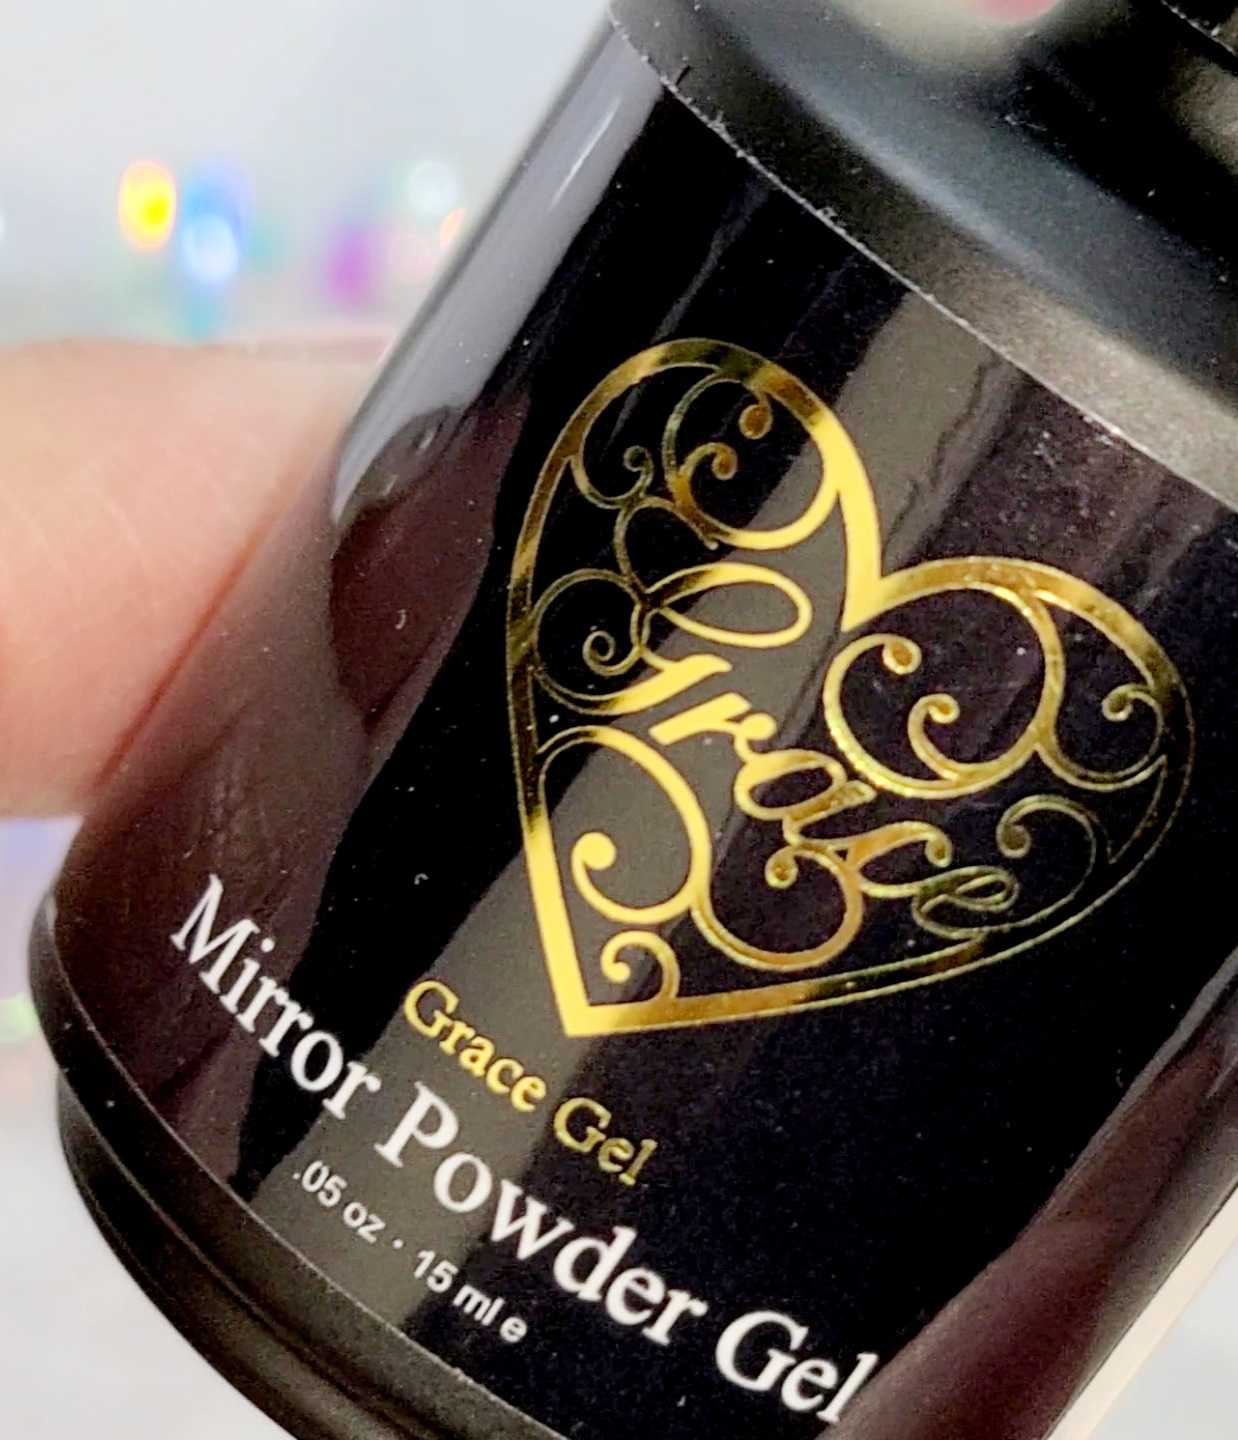 Grace
Grace Gel
Mirror Powder Gel
.05 oz · 15 ml e